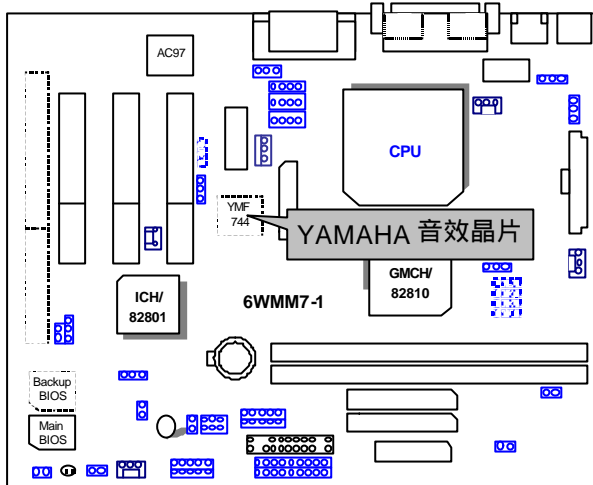 AC97
CPU
YMF
744
YAMAHA 音效晶片
GMCH/
82810
ICH/
82801
6WMM7-1
Backup
BIOS
Main
BIOS